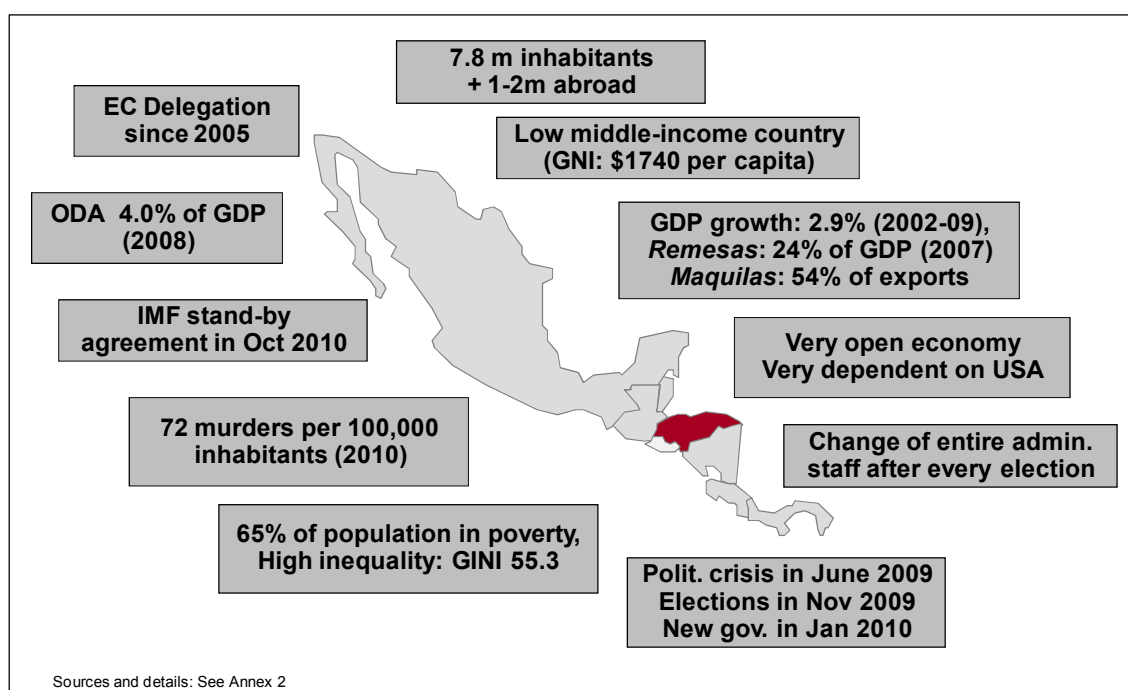 7.8 m inhabitants
+ 1-2m abroad
EC Delegation
since 2005
Low middle-income country
(GNI: $1740 per capita)
ODA 4.0% of GDP
(2008)
GDP growth: 2.9% (2002-09),
Remesas: 24% of GDP (2007)
Maquilas: 54% of exports
IMF stand-by
agreement in Oct 2010
Very open economy
Very dependent on USA
72 murders per 100,000
inhabitants (2010)
Change of entire admin.
staff after every election
65% of population in poverty,
High inequality: GINI 55.3
Polit. crisis in June 2009
Elections in Nov 2009
New gov. in Jan 2010
Sources and details: See Annex 2